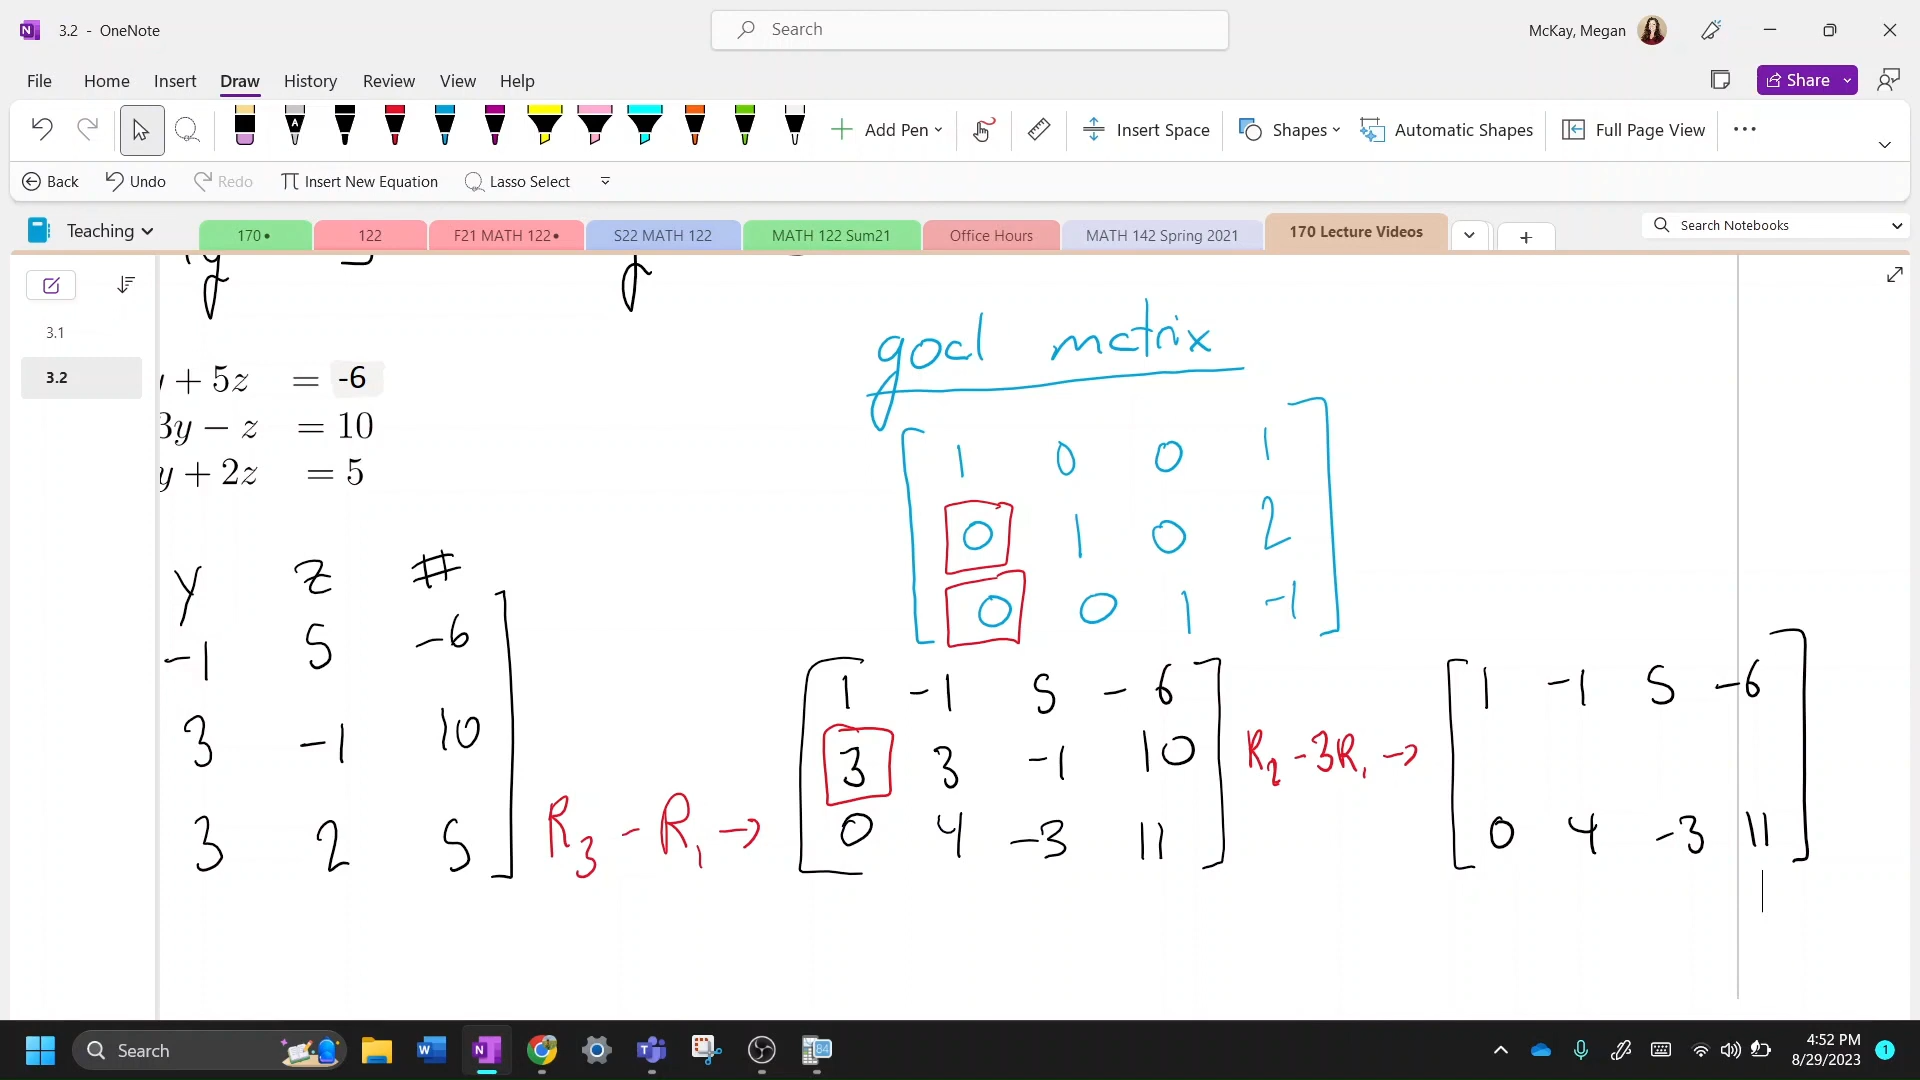 3.2 - OneNote
Search
McKay, Megan
File Home Insert Draw History Review View Help
Share
Add Pen
Insert Space
Shapes
Automatic Shapes
Full Page View
Back Undo Redo Insert New Equation Lasso Select
Teaching
170• 122 F21 MATH 122• S22 MATH 122 MATH 122 Sum21 Office Hours MATH 142 Spring 2021 170 Lecture Videos
Search Notebooks
3.1
3.2
+ 5z = -6
3y − z = 10
y + 2z = 5
goal matrix
1 0 0 1
0 1 0 2
0 0 1 -1
y z #
-1 5 -6
3 -1 10
3 2 5
R3 - R1 →
1 -1 5 -6
3 3 -1 10
0 4 -3 11
R2 - 3R1 →
1 -1 5 -6
0 4 -3 11
Search
84
4:52 PM
8/29/2023
1